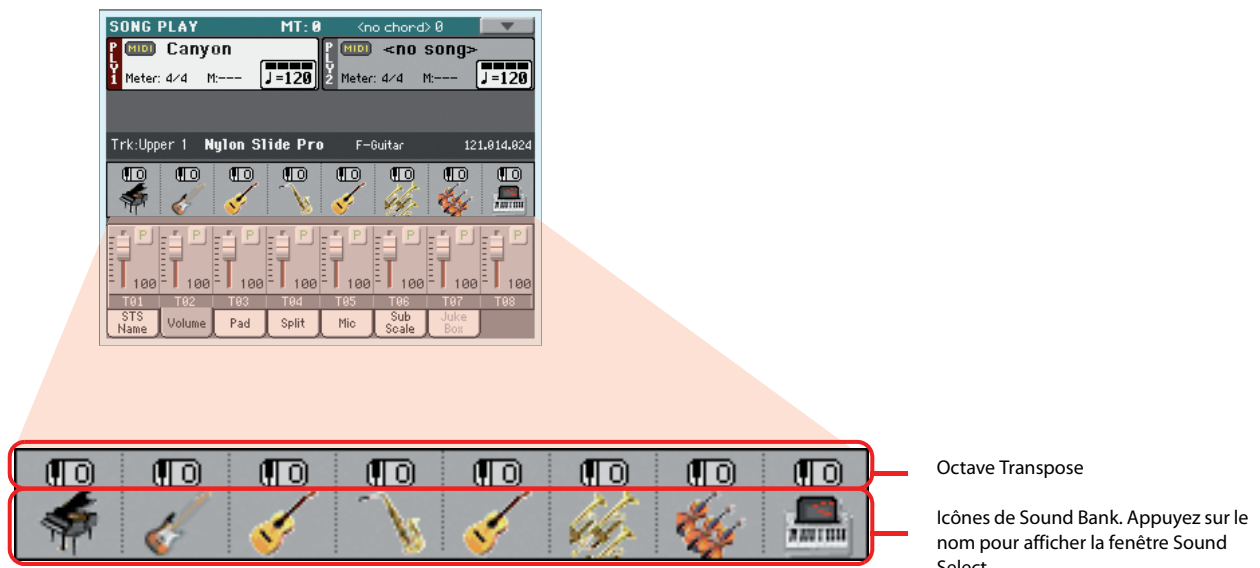 SONG PLAY MT: 0 <no chord> 0
PLY1 MIDI Canyon
Meter: 4/4 M:--- ♩=120
PLY2 MIDI <no song>
Meter: 4/4 M:--- ♩=120
Trk:Upper 1 Nylon Slide Pro F-Guitar 121.014.024
0 0 0 0 0 0 0 0
P P P P P P P P
100 100 100 100 100 100 100 100
T01 T02 T03 T04 T05 T06 T07 T08
STS Name Volume Pad Split Mic Sub Scale Juke Box
0 0 0 0 0 0 0 0
Octave Transpose
Icônes de Sound Bank. Appuyez sur le
nom pour afficher la fenêtre Sound
Select